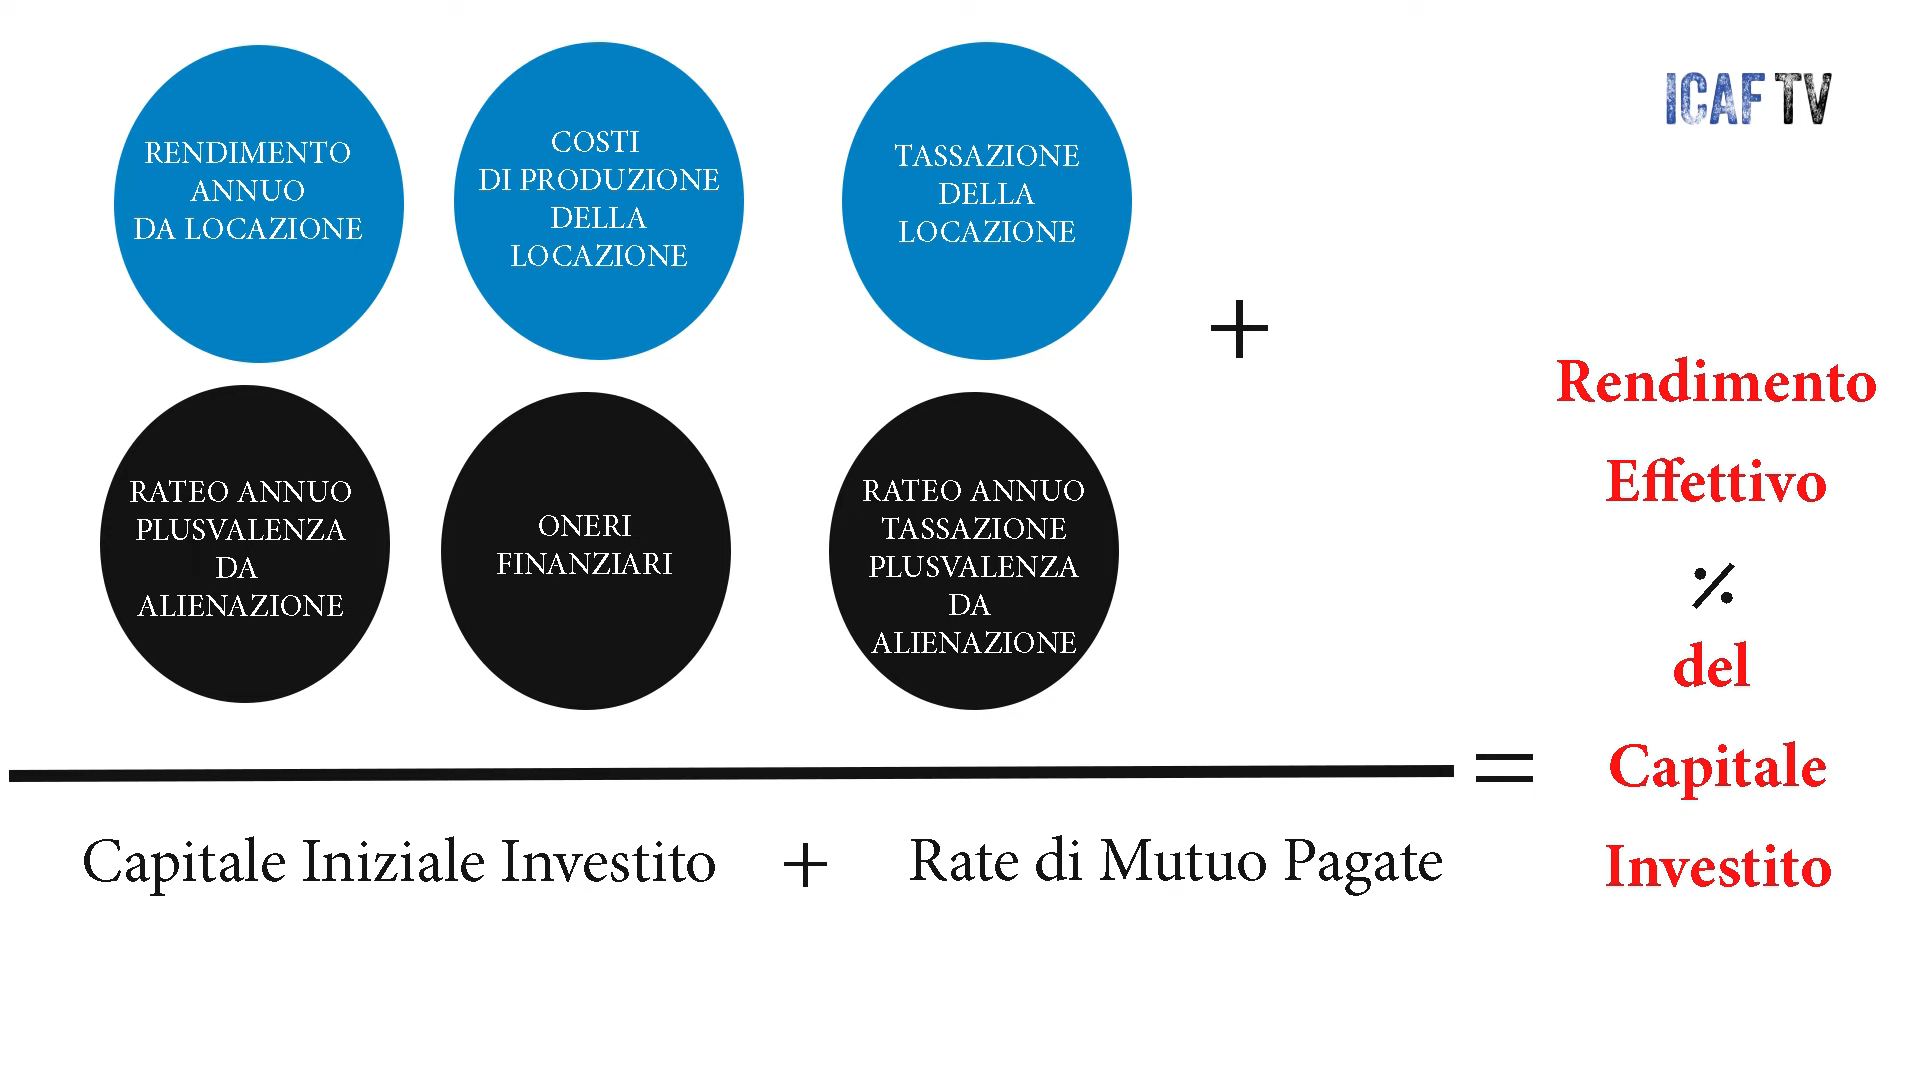 ICAF TV
RENDIMENTO
ANNUO
DA LOCAZIONE
COSTI
DI PRODUZIONE
DELLA
LOCAZIONE
TASSAZIONE
DELLA
LOCAZIONE
+
RATEO ANNUO
PLUSVALENZA
DA
ALIENAZIONE
ONERI
FINANZIARI
RATEO ANNUO
TASSAZIONE
PLUSVALENZA
DA
ALIENAZIONE
=
Capitale Iniziale Investito + Rate di Mutuo Pagate
Rendimento
Effettivo
٪
del
Capitale
Investito